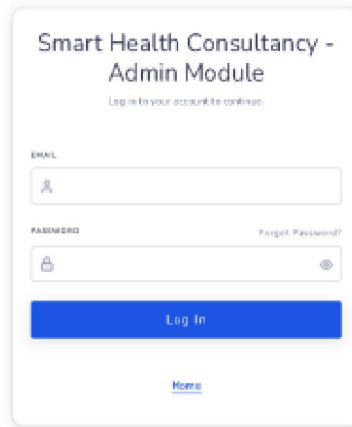 Smart Health Consultancy -
Admin Module
Log in to your account to continue.
EMAIL
PASSWORD Forgot Password?
Log In
Home